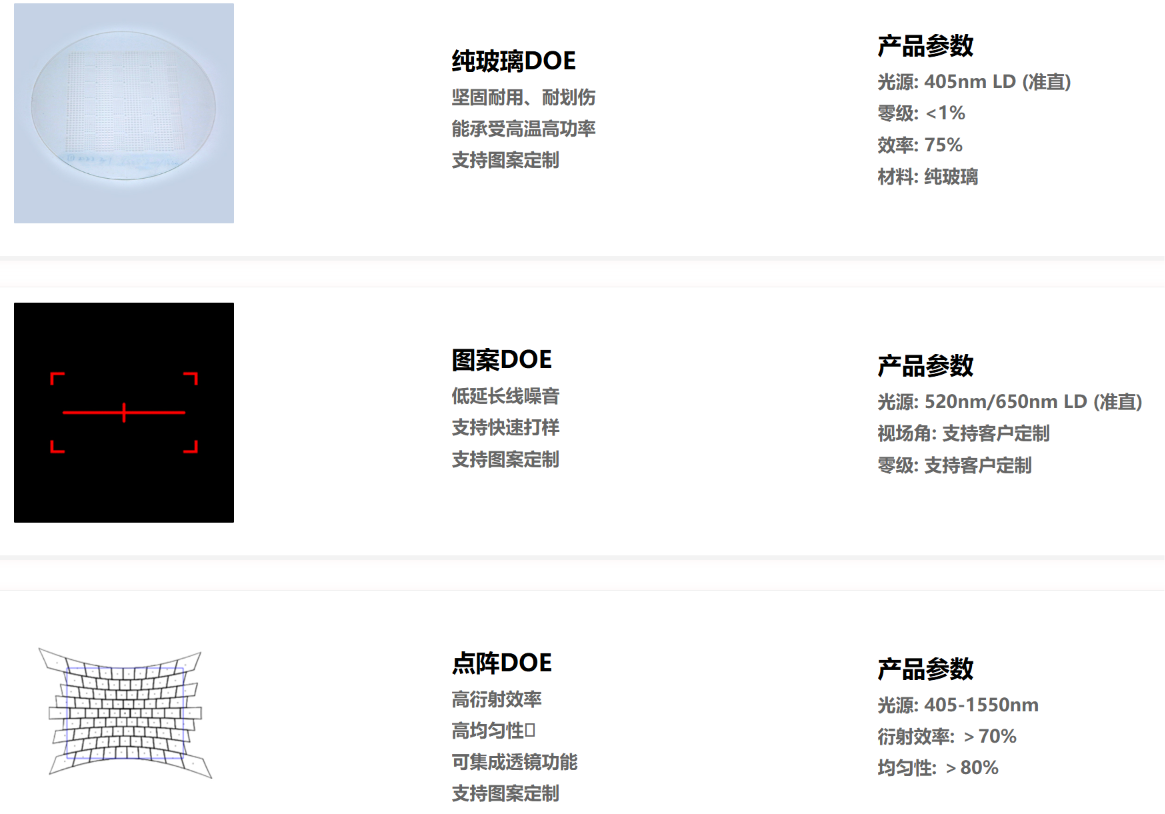 纯玻璃DOE
坚固耐用、耐划伤
能承受高温高功率
支持图案定制
产品参数
光源: 405nm LD (准直)
零级: <1%
效率: 75%
材料: 纯玻璃
图案DOE
低延长线噪音
支持快速打样
支持图案定制
产品参数
光源: 520nm/650nm LD (准直)
视场角: 支持客户定制
零级: 支持客户定制
点阵DOE
高衍射效率
高均匀性
可集成透镜功能
支持图案定制
产品参数
光源: 405-1550nm
衍射效率: ＞70%
均匀性: ＞80%